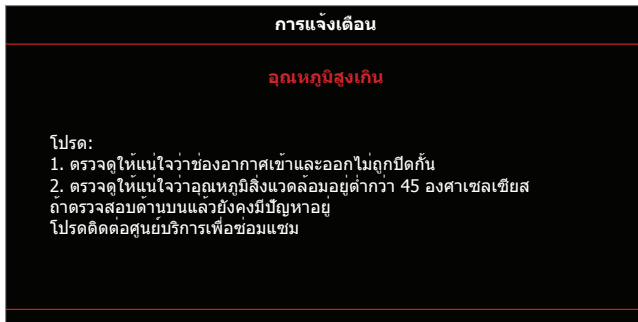 การแจ้งเตือน
อุณหภูมิสูงเกิน
โปรด:
1. ตรวจดูให้แน่ใจว่าช่องอากาศเข้าและออกไม่ถูกปิดกั้น
2. ตรวจดูให้แน่ใจว่าอุณหภูมิสิ่งแวดล้อมอยู่ต่ำกว่า 45 องศาเซลเซียส
ถ้าตรวจสอบด้านบนแล้วยังคงมีปัญหาอยู่
โปรดติดต่อศูนย์บริการเพื่อซ่อมแซม